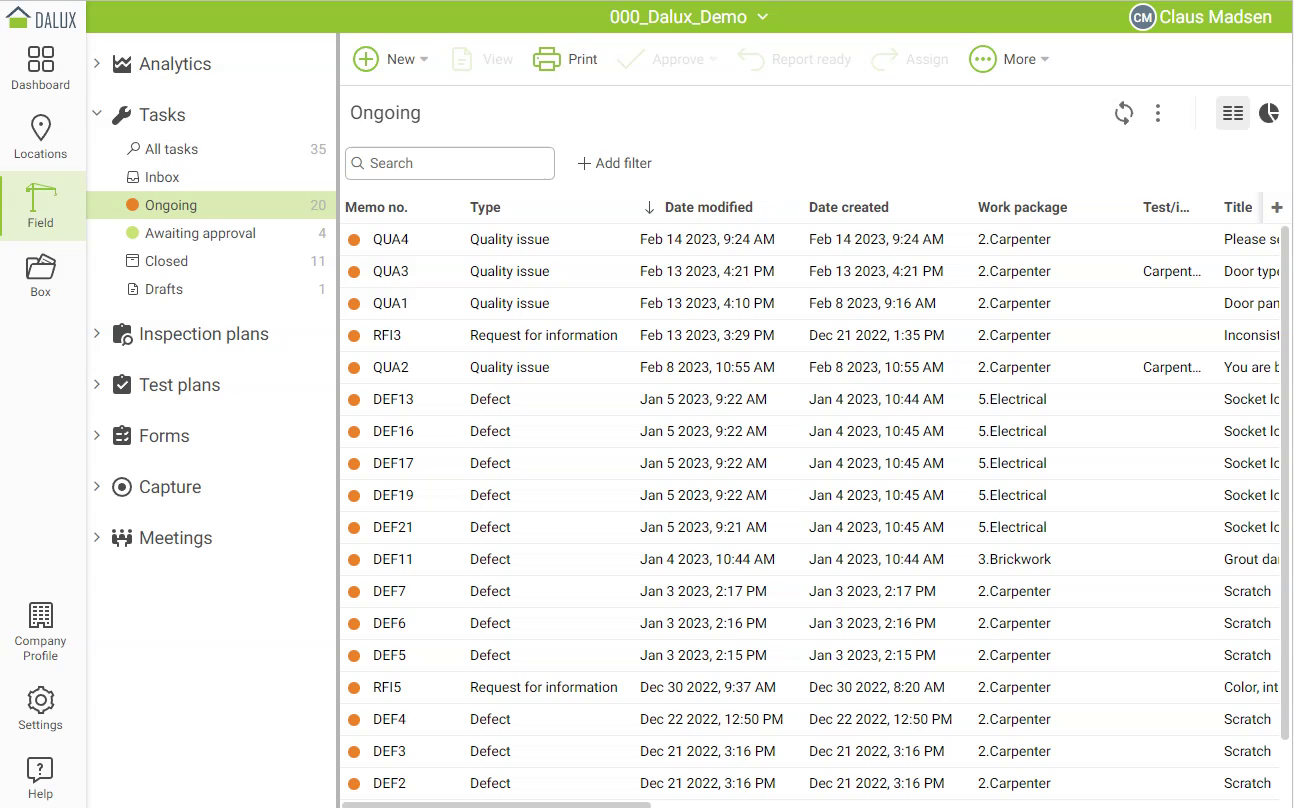 DALUX 000_Dalux_Demo CM Claus Madsen
Dashboard
Locations
Field
Box
Company
Profile
Settings
Help
Analytics
Tasks
All tasks 35
Inbox
Ongoing 20
Awaiting approval 4
Closed 11
Drafts 1
Inspection plans
Test plans
Forms
Capture
Meetings
New View Print Approve Report ready Assign More
Ongoing
Search Add filter
Memo no. Type Date modified Date created Work package Test/i... Title +
QUA4 Quality issue Feb 14 2023, 9:24 AM Feb 14 2023, 9:24 AM 2.Carpenter Please se
QUA3 Quality issue Feb 13 2023, 4:21 PM Feb 13 2023, 4:21 PM 2.Carpenter Carpent... Door type
QUA1 Quality issue Feb 13 2023, 4:10 PM Feb 8 2023, 9:16 AM 2.Carpenter Door pan
RFI3 Request for information Feb 13 2023, 3:29 PM Dec 21 2022, 1:35 PM 2.Carpenter Inconsist
QUA2 Quality issue Feb 8 2023, 10:55 AM Feb 8 2023, 10:55 AM 2.Carpenter Carpent... You are b
DEF13 Defect Jan 5 2023, 9:22 AM Jan 4 2023, 10:44 AM 5.Electrical Socket lo
DEF16 Defect Jan 5 2023, 9:22 AM Jan 4 2023, 10:45 AM 5.Electrical Socket lo
DEF17 Defect Jan 5 2023, 9:22 AM Jan 4 2023, 10:45 AM 5.Electrical Socket lo
DEF19 Defect Jan 5 2023, 9:22 AM Jan 4 2023, 10:45 AM 5.Electrical Socket lo
DEF21 Defect Jan 5 2023, 9:21 AM Jan 4 2023, 10:45 AM 5.Electrical Socket lo
DEF11 Defect Jan 4 2023, 10:44 AM Jan 4 2023, 10:44 AM 3.Brickwork Grout da
DEF7 Defect Jan 3 2023, 2:17 PM Jan 3 2023, 2:17 PM 2.Carpenter Scratch
DEF6 Defect Jan 3 2023, 2:16 PM Jan 3 2023, 2:16 PM 2.Carpenter Scratch
DEF5 Defect Jan 3 2023, 2:15 PM Jan 3 2023, 2:15 PM 2.Carpenter Scratch
RFI5 Request for information Dec 30 2022, 9:37 AM Dec 30 2022, 8:20 AM 2.Carpenter Color, int
DEF4 Defect Dec 22 2022, 12:50 PM Dec 22 2022, 12:50 PM 2.Carpenter Scratch
DEF3 Defect Dec 21 2022, 3:16 PM Dec 21 2022, 3:16 PM 2.Carpenter Scratch
DEF2 Defect Dec 21 2022, 3:16 PM Dec 21 2022, 3:16 PM 2.Carpenter Scratch